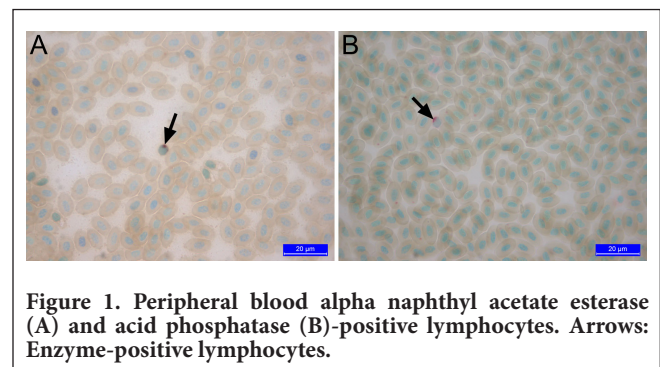 A
B
20 µm
20 µm
Figure 1. Peripheral blood alpha naphthyl acetate esterase
(A) and acid phosphatase (B)-positive lymphocytes. Arrows:
Enzyme-positive lymphocytes.